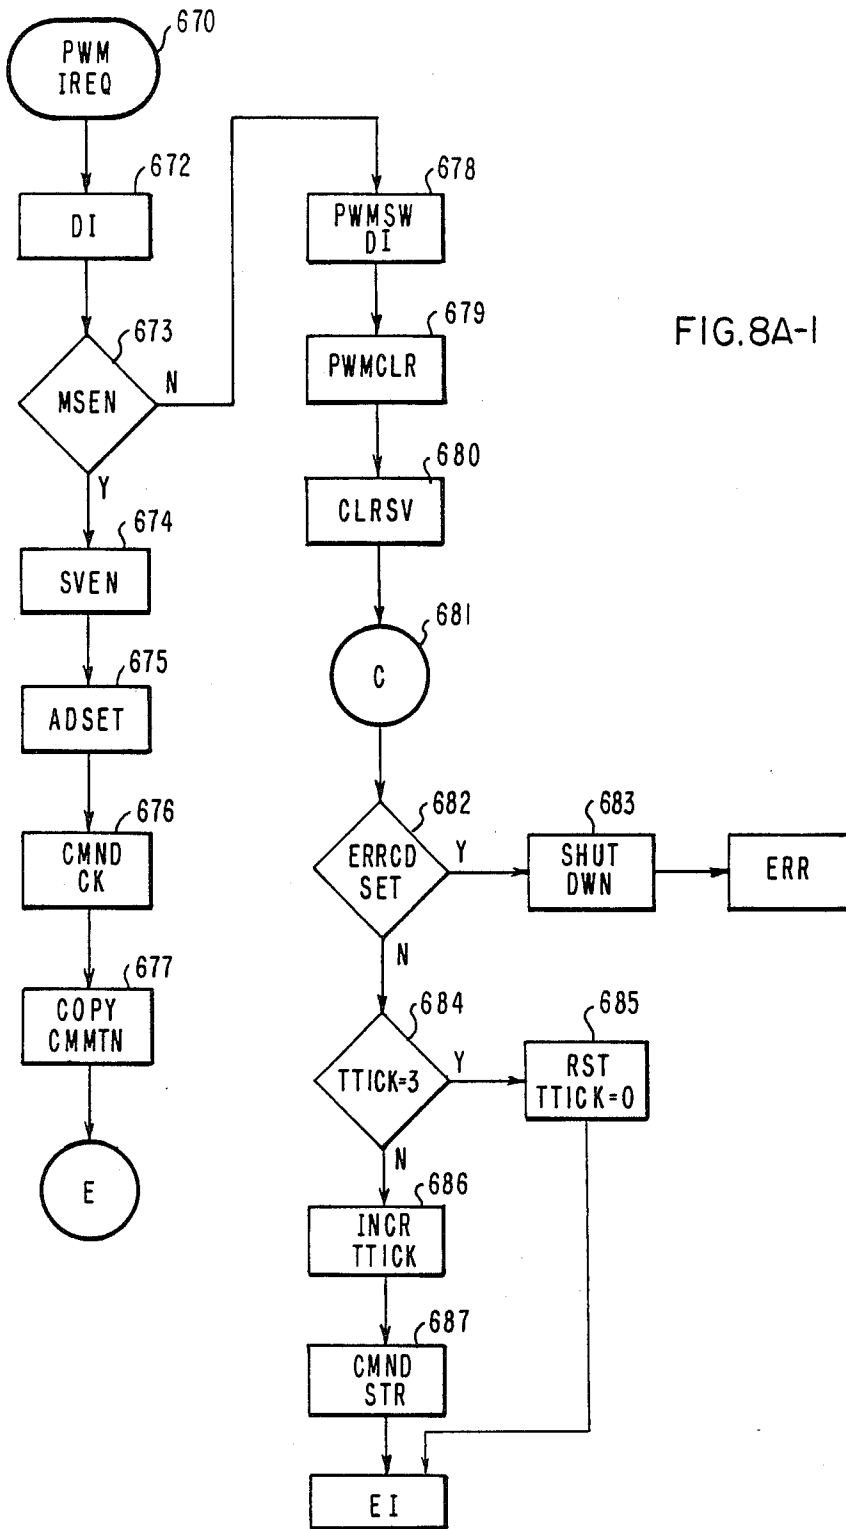 670
PWM
IREQ
672
DI
673
MSEN
N
Y
674
SVEN
675
ADSET
676
CMND
CK
677
COPY
CMMTN
E
678
PWMSW
DI
679
PWMCLR
680
CLRSV
681
C
682
ERRCD
SET
Y
N
683
SHUT
DWN
ERR
684
TTICK=3
Y
N
685
RST
TTICK=0
686
INCR
TTICK
687
CMND
STR
EI
FIG.8A-1